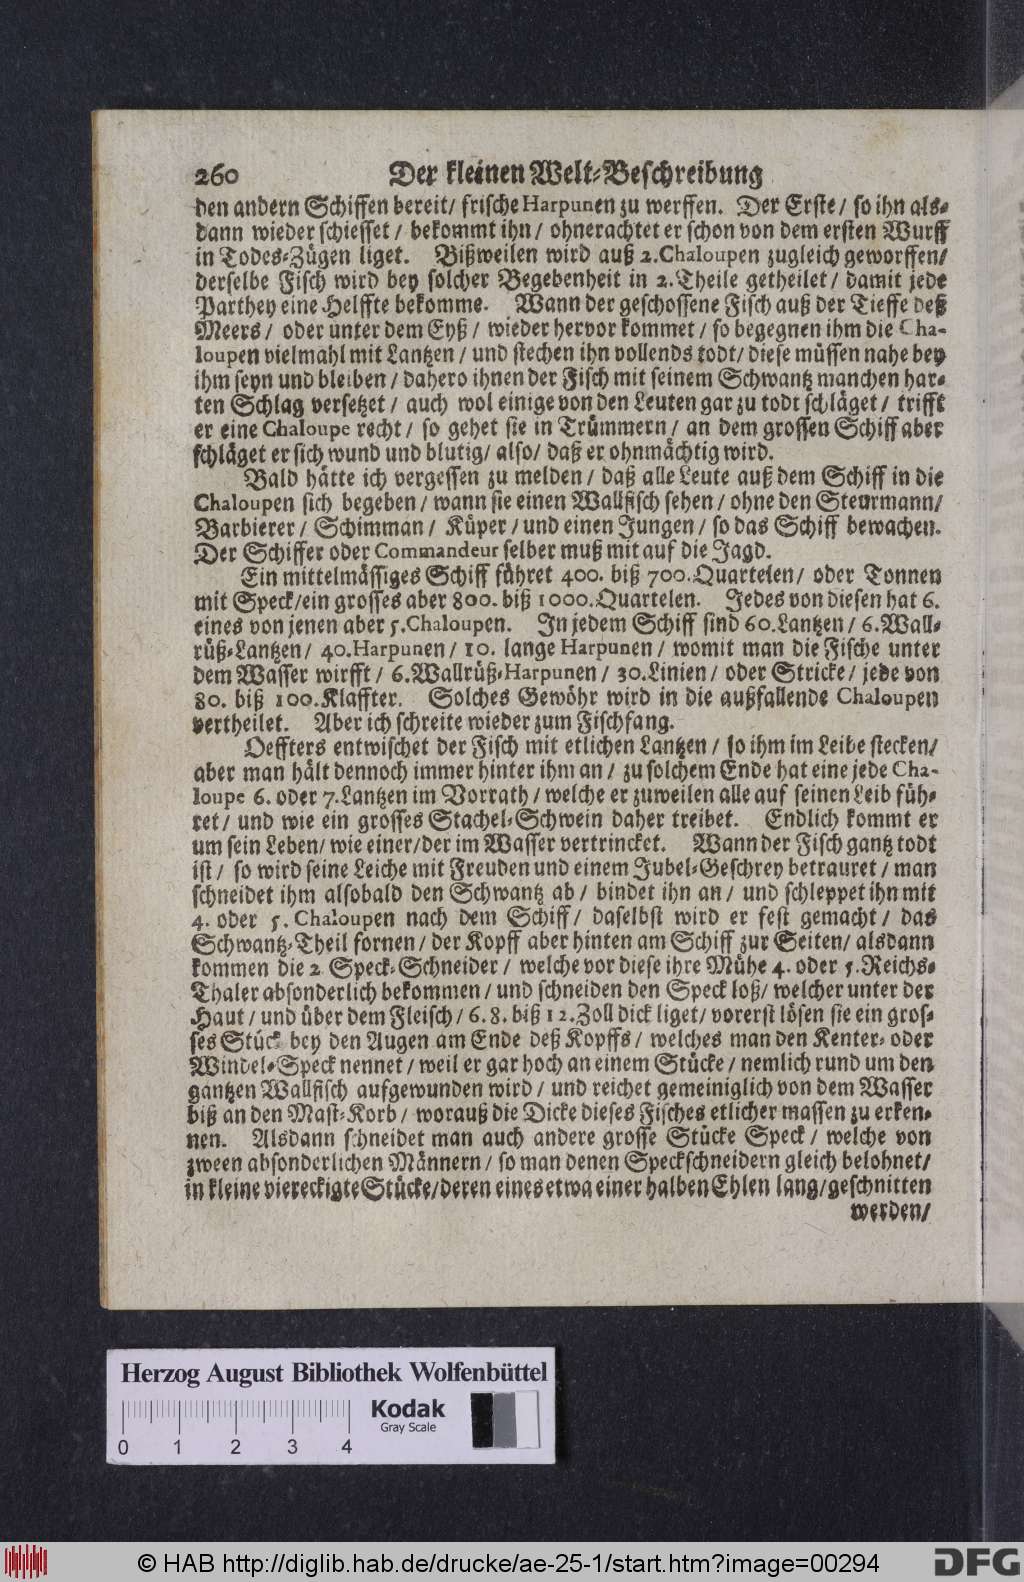 260 Der kleinen Welt-Beschreibung
den andern Schiffen bereit/ frische Harpunen zu werffen. Der Erste/ so ihn als-
dann wieder schiesset/ bekommt ihn/ ohnerachtet er schon von dem ersten Wurff
in Todes-Zügen liget. Bißweilen wird auß 2. Chaloupen zugleich geworffen/
derselbe Fisch wird bey solcher Begebenheit in 2. Theile getheilet/ damit jede
Parthey eine Helffte bekomme. Wann der geschossene Fisch auß der Tieffe deß
Meers/ oder unter dem Eyß/ wieder hervor kommet/ so begegnen ihm die Cha-
loupen vielmahl mit Lantzen/ und stechen ihn vollends todt/ diese müssen nahe bey
ihm seyn und bleiben/ dahero ihnen der Fisch mit seinem Schwantz manchen har-
ten Schlag versetzet/ auch wol einige von den Leuten gar zu todt schläget/ trifft
er eine Chaloupe recht/ so gehet sie in Trümmern/ an dem grossen Schiff aber
schläget er sich wund und blutig/ also/ daß er ohnmächtig wird.
Bald hätte ich vergessen zu melden/ daß alle Leute auß dem Schiff in die
Chaloupen sich begeben/ wann sie einen Wallfisch sehen/ ohne den Steurmann/
Barbierer/ Schimman/ Küper/ und einen Jungen/ so das Schiff bewachen.
Der Schiffer oder Commandeur selber muß mit auf die Jagd.
Ein mittelmässiges Schiff führet 400. biß 700. Quartelen/ oder Tonnen
mit Speck/ ein grosses aber 800. biß 1000. Quartelen. Jedes von diesen hat 6.
eines von jenen aber 5. Chaloupen. In jedem Schiff sind 60. Lantzen/ 6. Wall-
rüß-Lantzen/ 40. Harpunen/ 10. lange Harpunen/ womit man die Fische unter
dem Wasser wirfft/ 6. Wallrüß-Harpunen/ 30. Linien/ oder Stricke/ jede von
80. biß 100. Klaffter. Solches Gewöhr wird in die außfallende Chaloupen
vertheilet. Aber ich schreite wieder zum Fischfang.
Oeffters entwischet der Fisch mit etlichen Lantzen/ so ihm im Leibe stecken/
aber man hält dennoch immer hinter ihm an/ zu solchem Ende hat eine jede Cha-
loupe 6. oder 7. Lantzen im Vorrath/ welche er zuweilen alle auf seinen Leib füh-
ret/ und wie ein grosses Stachel-Schwein daher treibet. Endlich kommt er
um sein Leben/ wie einer/ der im Wasser vertrincket. Wann der Fisch gantz todt
ist/ so wird seine Leiche mit Freuden und einem Jubel-Geschrey betrauret/ man
schneidet ihm alsobald den Schwantz ab/ bindet ihn an/ und schleppet ihn mit
4. oder 5. Chaloupen nach dem Schiff/ daselbst wird er fest gemacht/ das
Schwantz-Theil fornen/ der Kopff aber hinten am Schiff zur Seiten/ alsdann
kommen die 2 Speck-Schneider/ welche vor diese ihre Mühe 4. oder 5. Reichs-
Thaler absonderlich bekommen/ und schneiden den Speck loß/ welcher unter der
Haut/ und über dem Fleisch/ 6. 8. biß 12. Zoll dick liget/ vorerst lösen sie ein gros-
ses Stück bey den Augen am Ende deß Kopffs/ welches man den Kenter- oder
Windel-Speck nennet/ weil er gar hoch an einem Stücke/ nemlich rund um den
gantzen Wallfisch aufgewunden wird/ und reichet gemeiniglich von dem Wasser
biß an den Mast-Korb/ worauß die Dicke dieses Fisches etlicher massen zu erken-
nen. Alsdann schneidet man auch andere grosse Stücke Speck/ welche von
zween absonderlichen Männern/ so man denen Speckschneidern gleich belohnet/
in kleine viereckigte Stücke/ deren eines etwa einer halben Ehlen lang/ geschnitten
werden/
Herzog August Bibliothek Wolfenbüttel
Kodak
Gray Scale
0 1 2 3 4
© HAB http://diglib.hab.de/drucke/ae-25-1/start.htm?image=00294
DFG